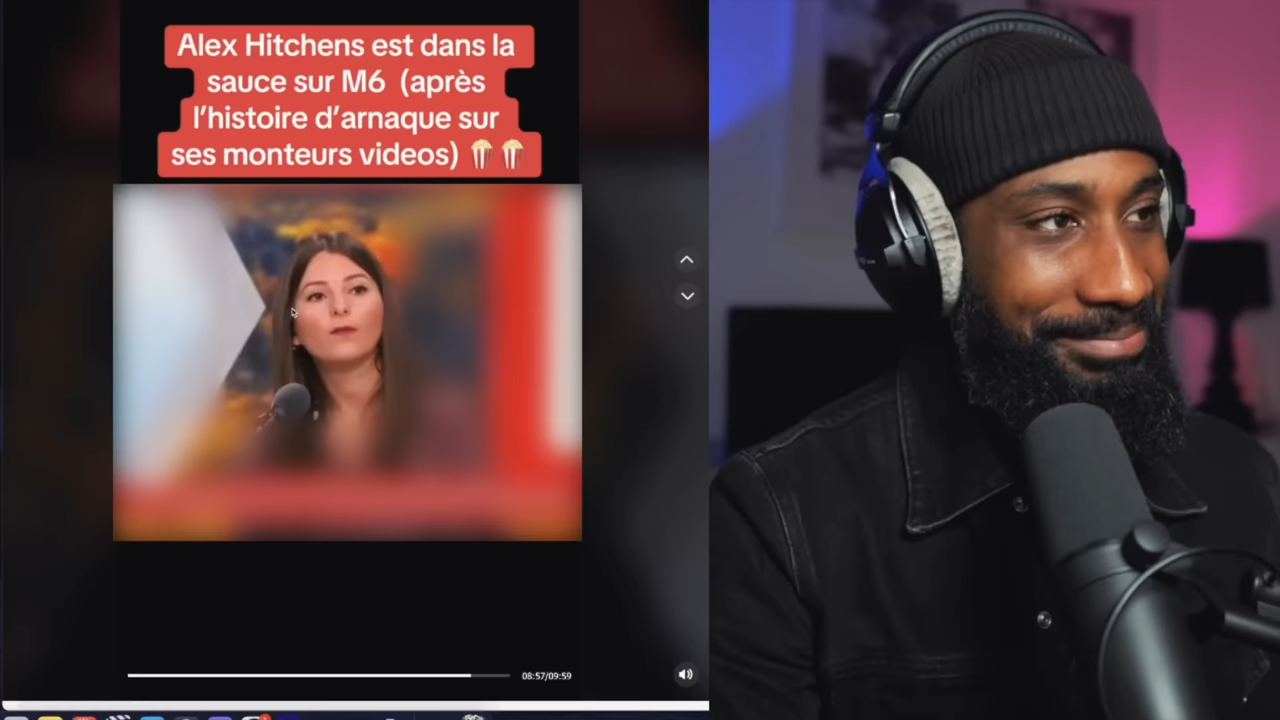 Alex Hitchens est dans la
sauce sur M6 (après
l’histoire d’arnaque sur
ses monteurs videos) 🍿🍿
08:57/09:59